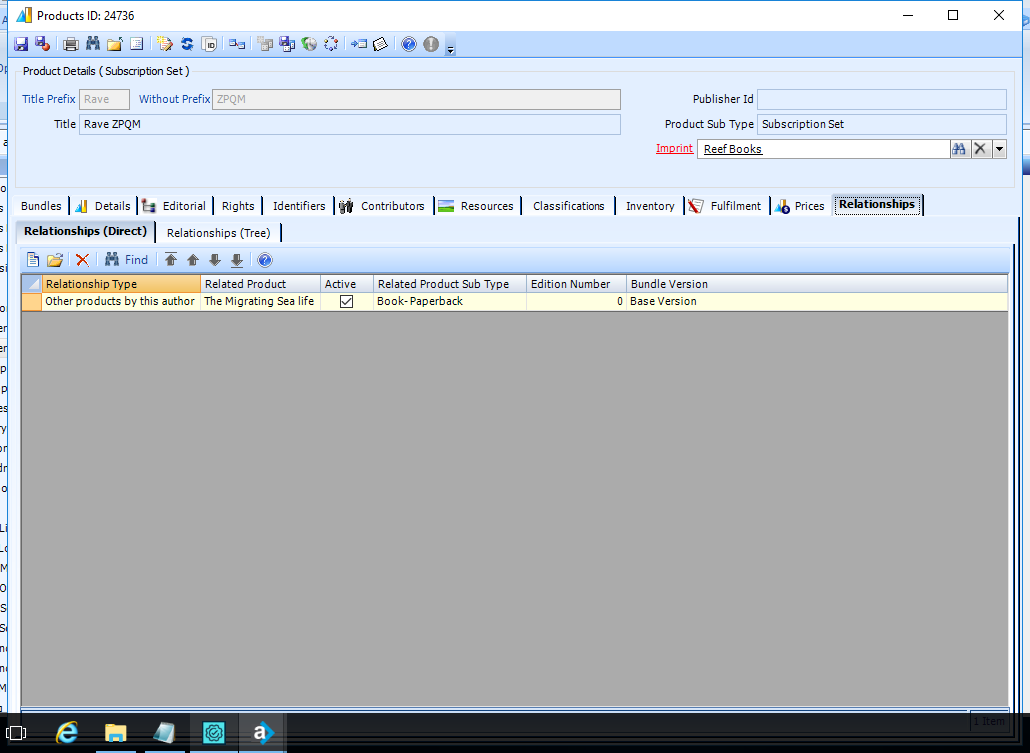 Products ID: 24736
Product Details ( Subscription Set )
Title Prefix Rave Without Prefix ZPQM Publisher Id
Title Rave ZPQM Product Sub Type Subscription Set
Imprint Reef Books
Bundles Details Editorial Rights Identifiers Contributors Resources Classifications Inventory Fulfilment Prices Relationships
Relationships (Direct) Relationships (Tree)
Find
Relationship Type Related Product Active Related Product Sub Type Edition Number Bundle Version
Other products by this author The Migrating Sea life Book- Paperback 0 Base Version
1 Item